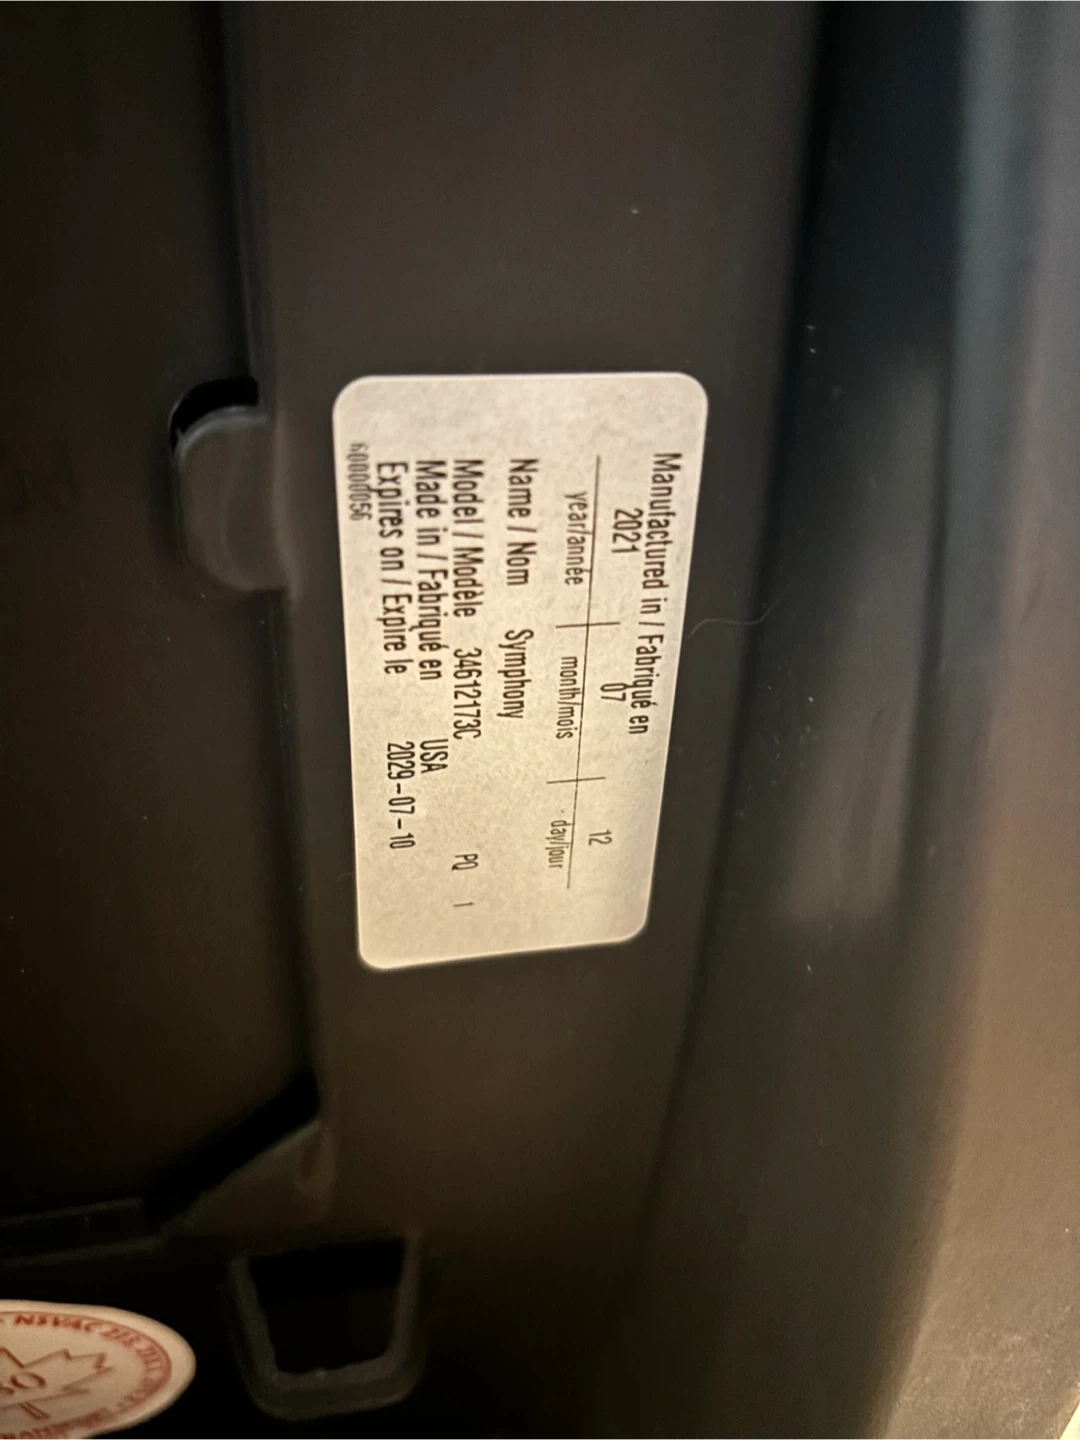 Manufactured in / Fabriqué en
2021 07 12
year/année month/mois day/jour
Name / Nom Symphony
Model / Modèle 34612173C PQ 1
Made in / Fabriqué en USA
Expires on / Expire le 2029-07-10
60000056
NSVAC